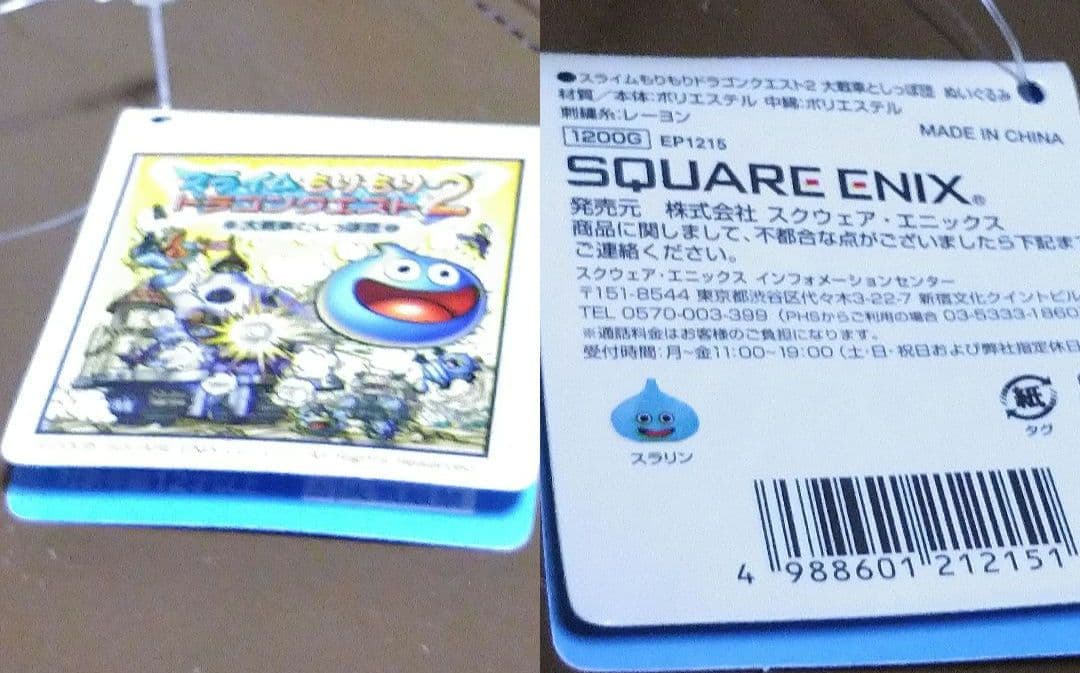 スライムもりもり
ドラゴンクエスト2
大戦車としっぽ団
●スライムもりもりドラゴンクエスト2 大戦車としっぽ団 ぬいぐるみ
材質/本体:ポリエステル 中綿:ポリエステル
刺繍糸:レーヨン
1200G EP1215
MADE IN CHINA
SQUARE ENIX®
発売元 株式会社 スクウェア・エニックス
商品に関しまして、不都合な点がございましたら下記ま
ご連絡ください。
スクウェア・エニックス インフォメーションセンター
〒151-8544 東京都渋谷区代々木3-22-7 新宿文化クイントビル
TEL 0570-003-399 (PHSからご利用の場合 03-5333-1860
※通話料金はお客様のご負担になります。
受付時間:月~金11:00~19:00 (土・日・祝日および弊社指定休日
紙
タグ
スラリン
4 988601 212151